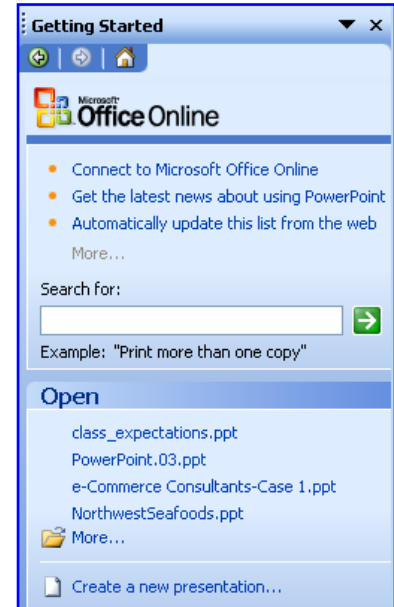 Getting Started
Microsoft
Office Online
Connect to Microsoft Office Online
Get the latest news about using PowerPoint
Automatically update this list from the web
More...
Search for:
Example: "Print more than one copy"
Open
class_expectations.ppt
PowerPoint.03.ppt
e-Commerce Consultants-Case 1.ppt
NorthwestSeafoods.ppt
More...
Create a new presentation...